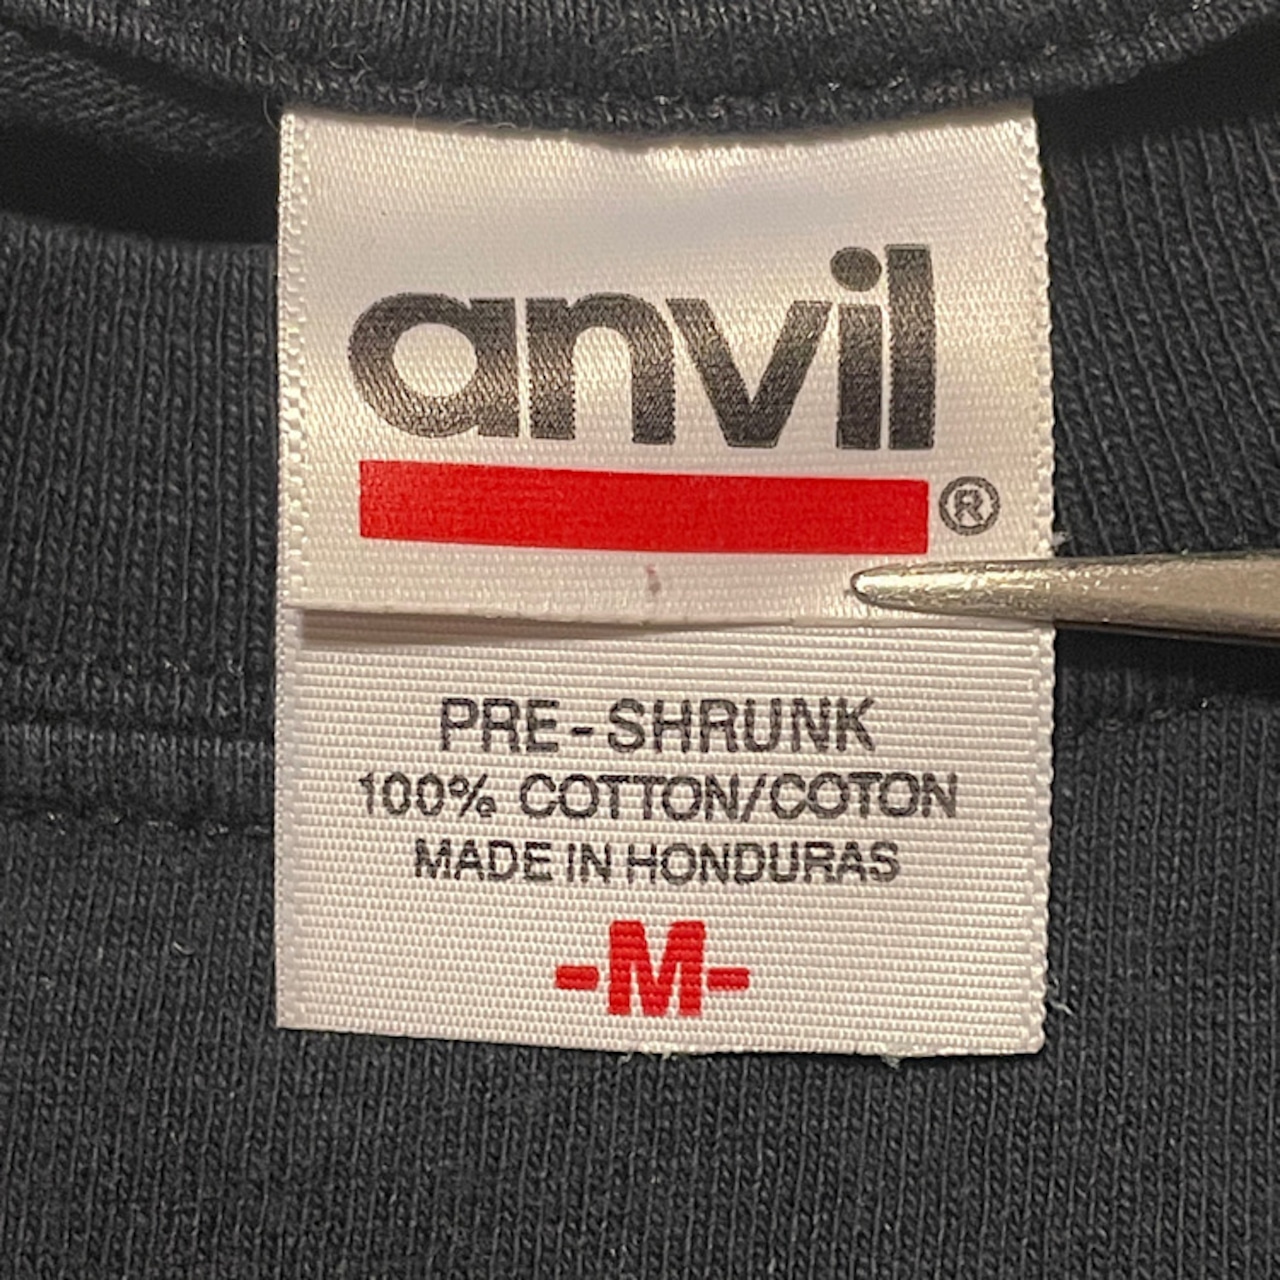 anvil
®
PRE-SHRUNK
100% COTTON/COTON
MADE IN HONDURAS
-M-